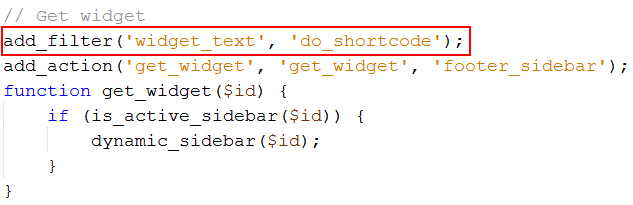 // Get widget
add_filter('widget_text', 'do_shortcode');
add_action('get_widget', 'get_widget', 'footer_sidebar');
function get_widget($id) {
    if (is_active_sidebar($id)) {
        dynamic_sidebar($id);
    }
}